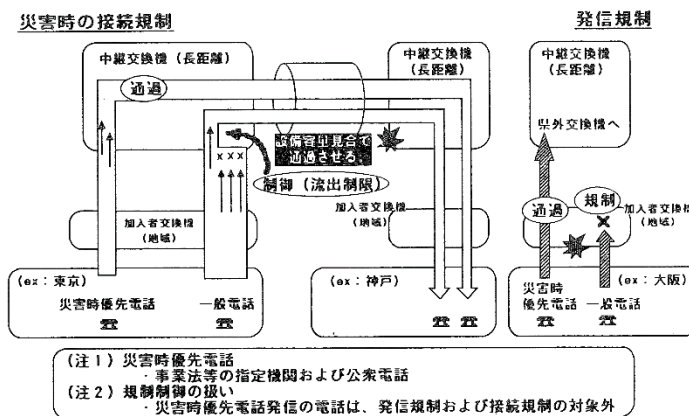 災害時の接続規制
発信規制
中継交換機(長距離)
通過
中継交換機
(長距離)
中継交換機
(長距離)
県外交換機へ
設備容量見合で
通過させる
×××
制御(流出制限)
加入者交換機
(地域)
加入者交換機
(地域)
通過
規制
×
加入者交換機
(地域)
(ex:東京)
災害時優先電話
一般電話
(ex:神戸)
(ex:大阪)
災害時
優先電話
一般電話
(注1)災害時優先電話
・事業法等の指定機関および公衆電話
(注2)規制制御の扱い
・災害時優先電話発信の電話は、発信規制および接続規制の対象外